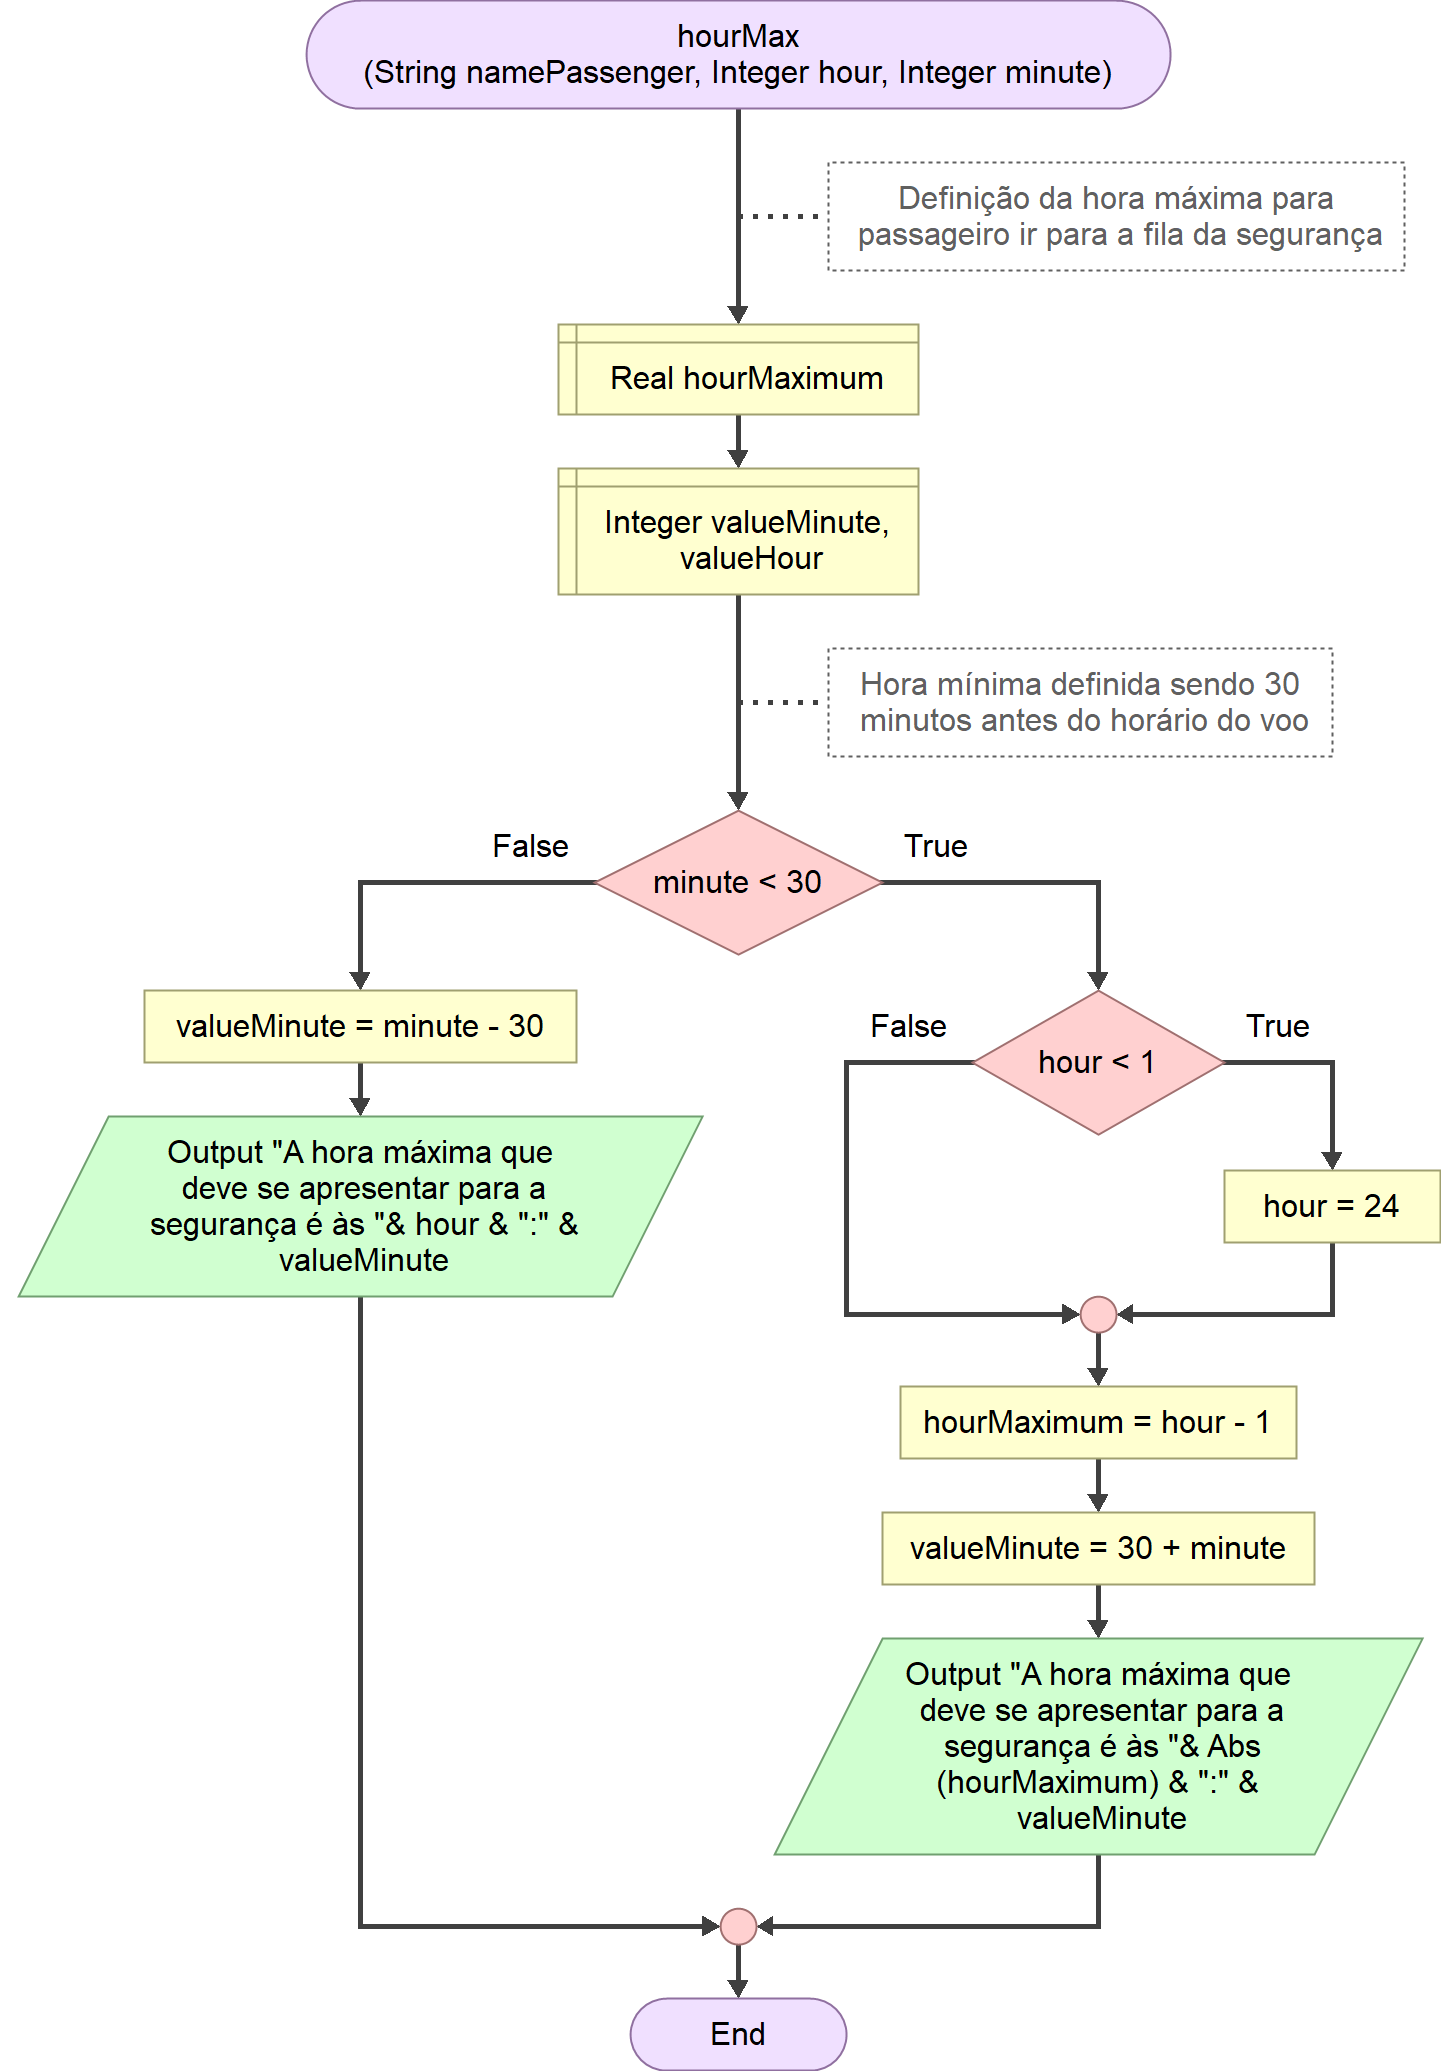 hourMax
(String namePassenger, Integer hour, Integer minute)
Definição da hora máxima para
passageiro ir para a fila da segurança
Real hourMaximum
Integer valueMinute,
valueHour
Hora mínima definida sendo 30
minutos antes do horário do voo
False
True
minute < 30
valueMinute = minute - 30
Output "A hora máxima que
deve se apresentar para a
segurança é às "& hour & ":" &
valueMinute
False
True
hour < 1
hour = 24
hourMaximum = hour - 1
valueMinute = 30 + minute
Output "A hora máxima que
deve se apresentar para a
segurança é às "& Abs
(hourMaximum) & ":" &
valueMinute
End